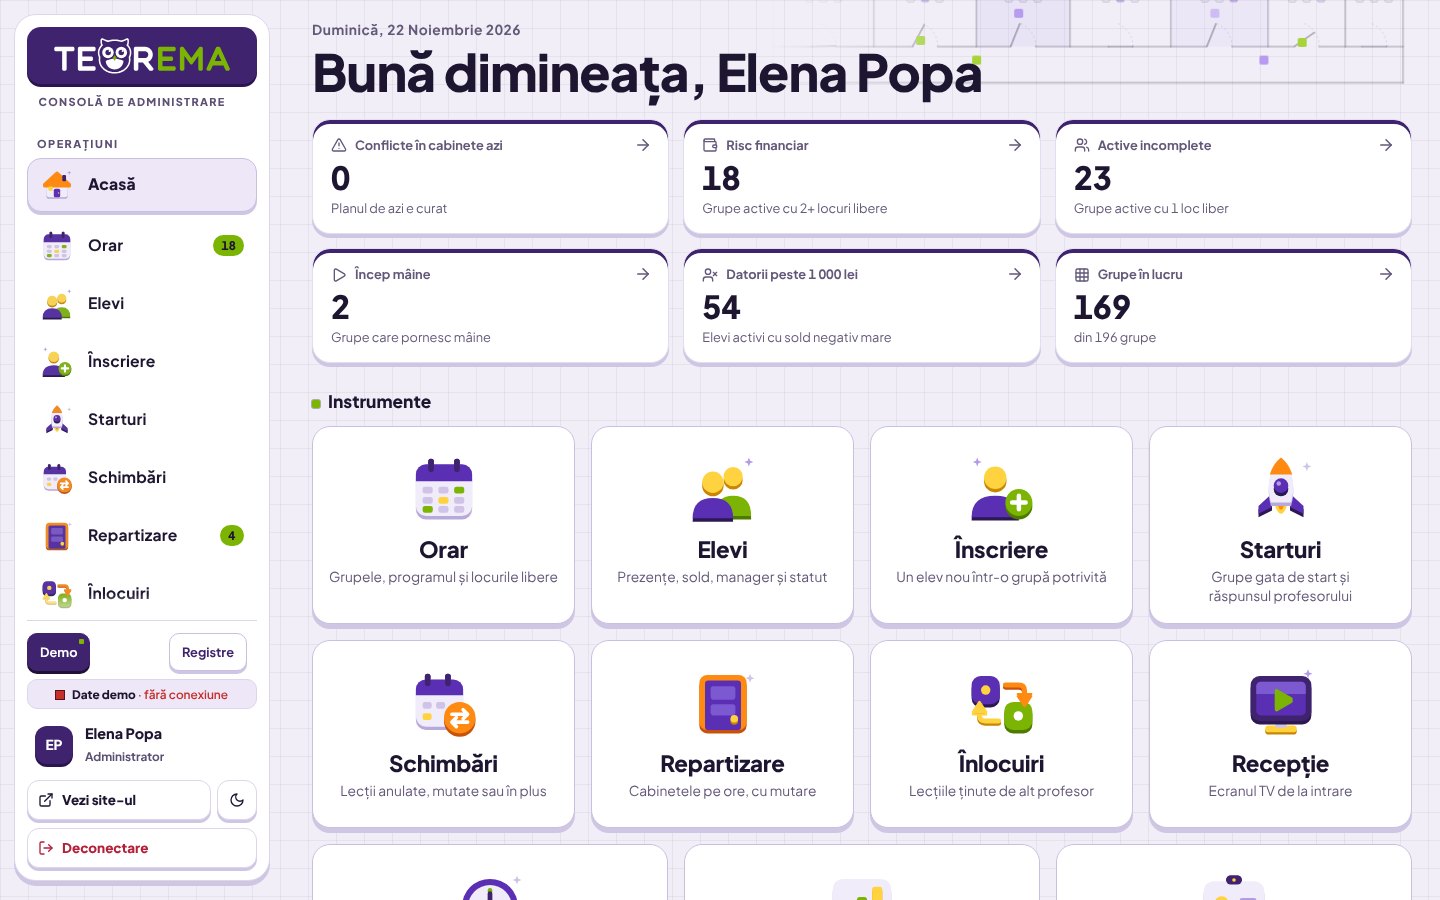 TEOREMA
CONSOLĂ DE ADMINISTRARE
OPERAȚIUNI
Acasă
Orar 18
Elevi
Înscriere
Starturi
Schimbări
Repartizare 4
Înlocuiri
Demo
Registre
Date demo · fără conexiune
EP
Elena Popa
Administrator
Vezi site-ul
Deconectare
Duminică, 22 Noiembrie 2026
Bună dimineața, Elena Popa
Conflicte în cabinete azi
0
Planul de azi e curat
Risc financiar
18
Grupe active cu 2+ locuri libere
Active incomplete
23
Grupe active cu 1 loc liber
Încep mâine
2
Grupe care pornesc mâine
Datorii peste 1 000 lei
54
Elevi activi cu sold negativ mare
Grupe în lucru
169
din 196 grupe
Instrumente
Orar
Grupele, programul și locurile libere
Elevi
Prezențe, sold, manager și statut
Înscriere
Un elev nou într-o grupă potrivită
Starturi
Grupe gata de start și
răspunsul profesorului
Schimbări
Lecții anulate, mutate sau în plus
Repartizare
Cabinetele pe ore, cu mutare
Înlocuiri
Lecțiile ținute de alt profesor
Recepție
Ecranul TV de la intrare